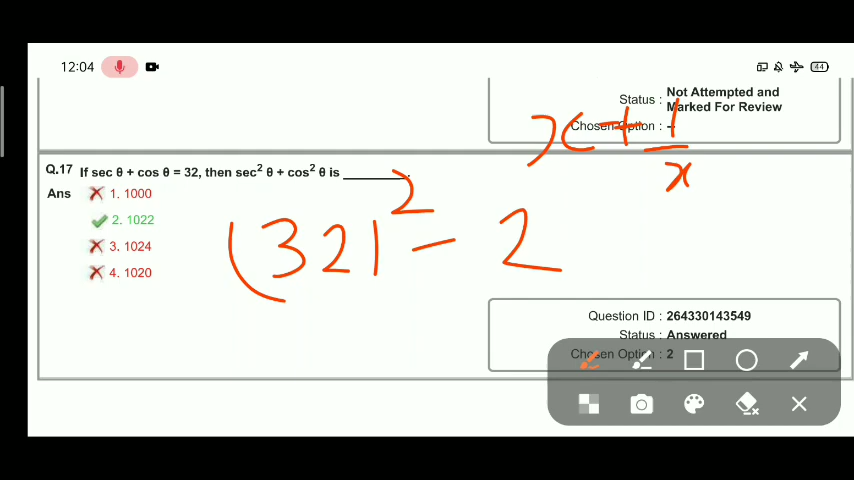 12:04
44
Status : Not Attempted and
Marked For Review
Chosen Option : --
x + 1/x
Q.17 If sec θ + cos θ = 32, then sec² θ + cos² θ is ________.
Ans 1. 1000
2. 1022
3. 1024
4. 1020
(32)² - 2
Question ID : 264330143549
Status : Answered
Chosen Option : 2